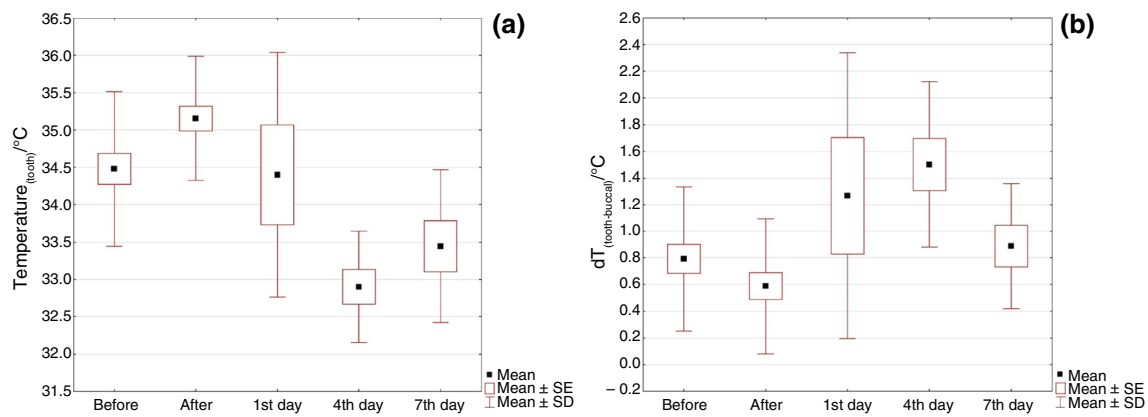 (a)
Temperature(tooth)/°C
36.5
36.0
35.5
35.0
34.5
34.0
33.5
33.0
32.5
32.0
31.5
Before After 1st day 4th day 7th day
Mean
Mean ± SE
Mean ± SD
(b)
dT(tooth-buccal)/°C
2.6
2.4
2.2
2.0
1.8
1.6
1.4
1.2
1.0
0.8
0.6
0.4
0.2
0.0
– 0.2
Before After 1st day 4th day 7th day
Mean
Mean ± SE
Mean ± SD